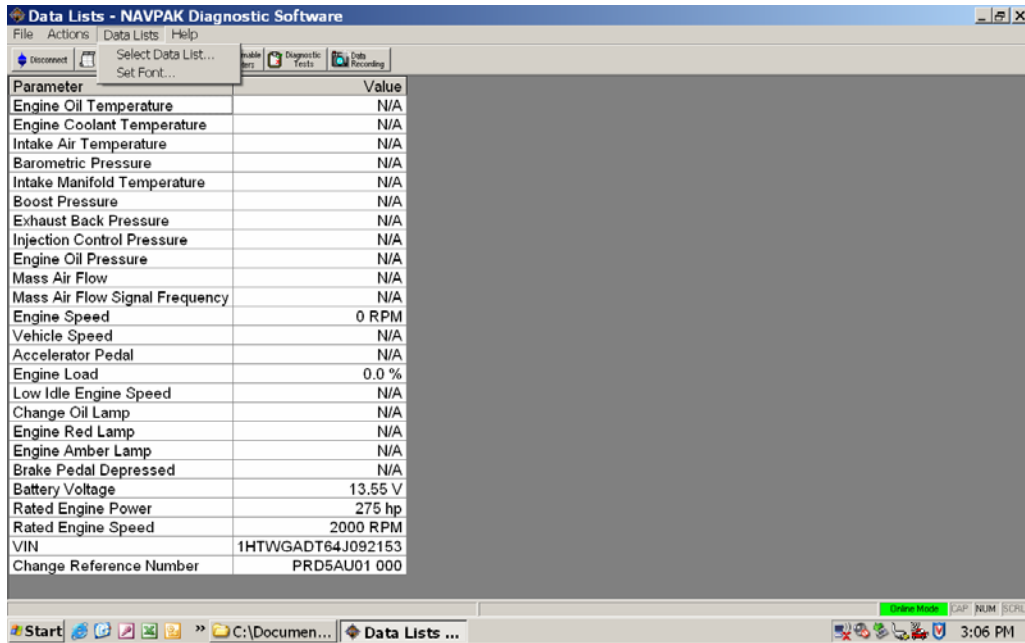 Data Lists - NAVPAK Diagnostic Software
File Actions Data Lists Help
Disconnect Diagnostic Tests Data Recording
Select Data List...
Set Font...
Parameter Value
Engine Oil Temperature N/A
Engine Coolant Temperature N/A
Intake Air Temperature N/A
Barometric Pressure N/A
Intake Manifold Temperature N/A
Boost Pressure N/A
Exhaust Back Pressure N/A
Injection Control Pressure N/A
Engine Oil Pressure N/A
Mass Air Flow N/A
Mass Air Flow Signal Frequency N/A
Engine Speed 0 RPM
Vehicle Speed N/A
Accelerator Pedal N/A
Engine Load 0.0 %
Low Idle Engine Speed N/A
Change Oil Lamp N/A
Engine Red Lamp N/A
Engine Amber Lamp N/A
Brake Pedal Depressed N/A
Battery Voltage 13.55 V
Rated Engine Power 275 hp
Rated Engine Speed 2000 RPM
VIN 1HTWGADT64J092153
Change Reference Number PRD5AU01 000
Online Mode CAP NUM SCRL
Start » C:\Documen... Data Lists ... 3:06 PM